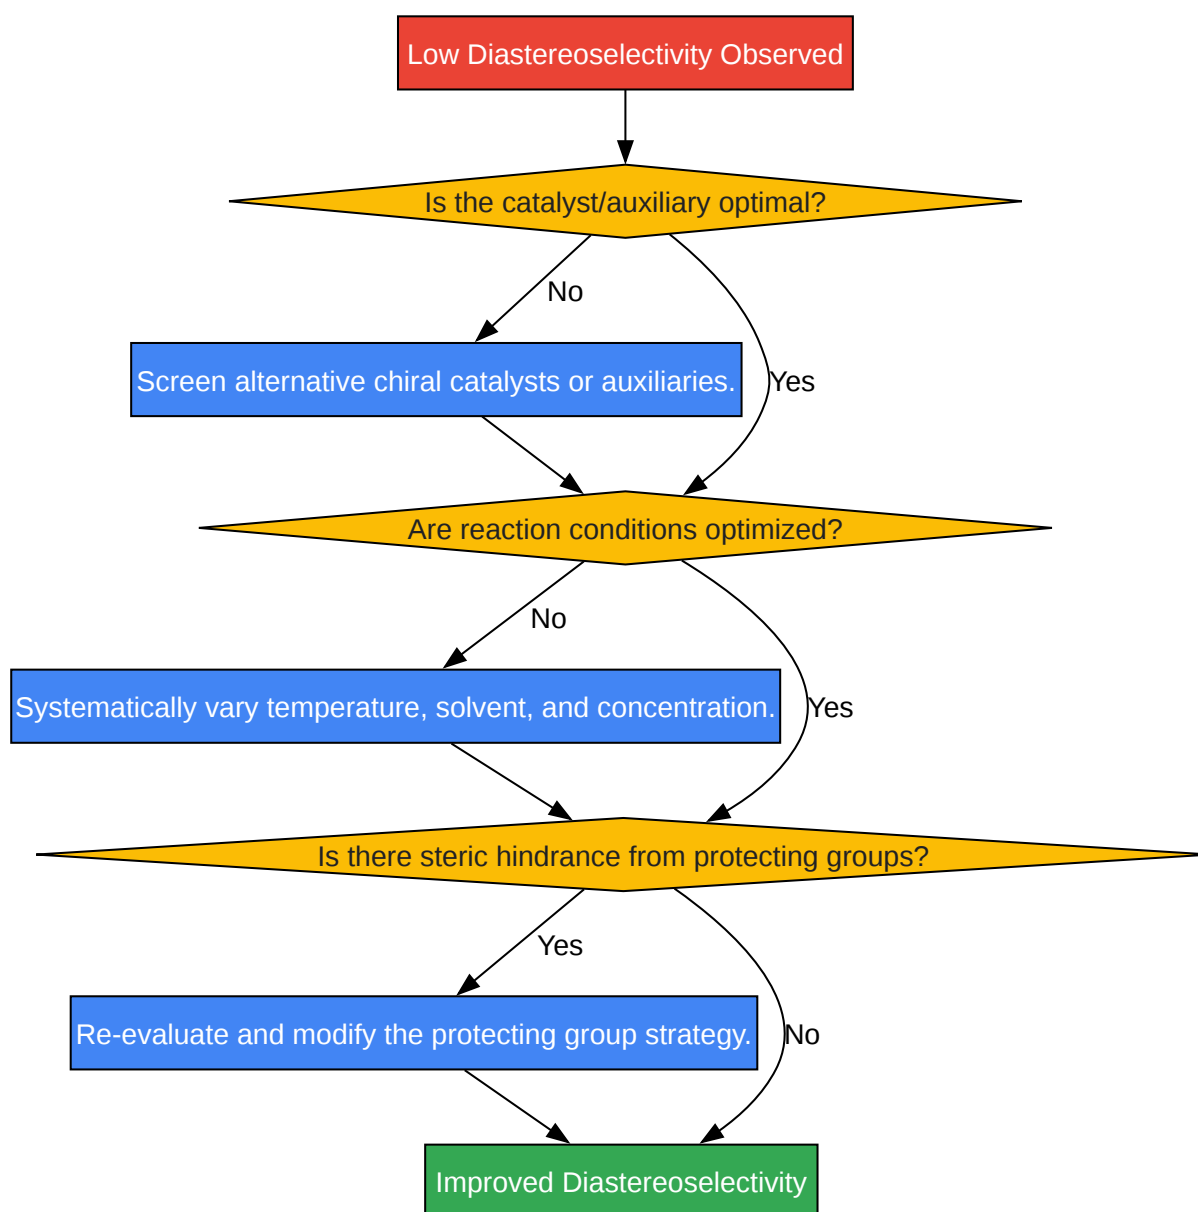 Low Diastereoselectivity Observed
Is the catalyst/auxiliary optimal?
No
Screen alternative chiral catalysts or auxiliaries.
Yes
Are reaction conditions optimized?
No
Systematically vary temperature, solvent, and concentration.
Yes
Is there steric hindrance from protecting groups?
Yes
Re-evaluate and modify the protecting group strategy.
No
Improved Diastereoselectivity